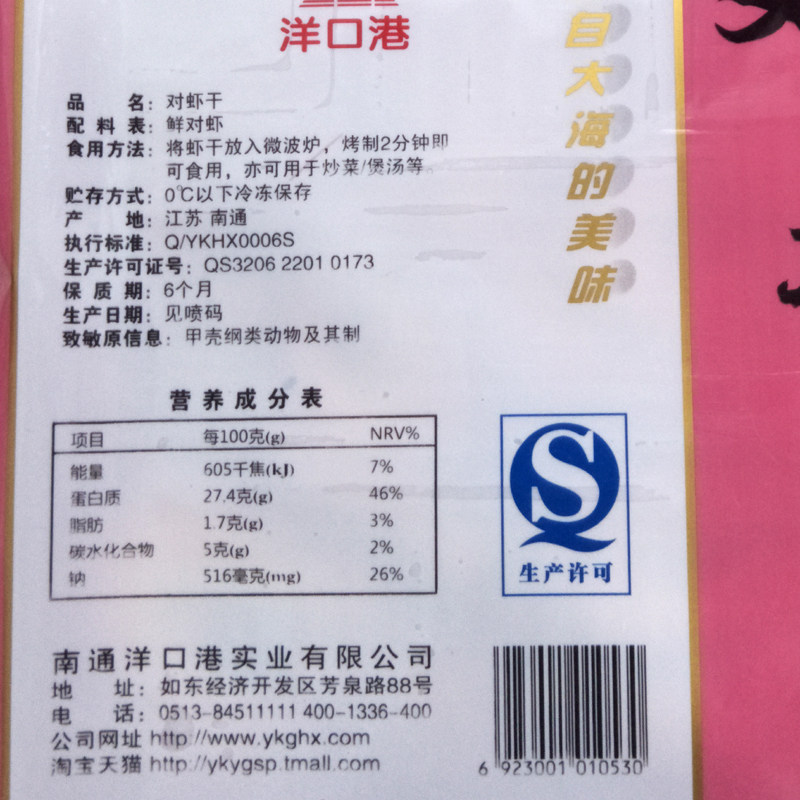 洋口港
自大海的美味
品 名：对虾干
配 料 表：鲜对虾
食用方法：将虾干放入微波炉，烤制2分钟即
可食用，亦可用于炒菜/煲汤等。
贮存方式：0℃以下冷冻保存
产 地：江苏 南通
执行标准：Q/YKHX0006S
生产许可证号：QS3206 2201 0173
保 质 期：6个月
生产日期：见喷码
致敏原信息：甲壳纲类动物及其制
营养成分表
项目 每100克(g) NRV%
能量 605千焦(kJ) 7%
蛋白质 27.4克(g) 46%
脂肪 1.7克(g) 3%
碳水化合物 5克(g) 2%
钠 516毫克(mg) 26%
S
生产许可
南通洋口港实业有限公司
地 址：如东经济开发区芳泉路88号
电 话：0513-84511111 400-1336-400
公司网址 http://www.ykghx.com
淘宝天猫 http://ykygsp.tmall.com
6 923001 010530